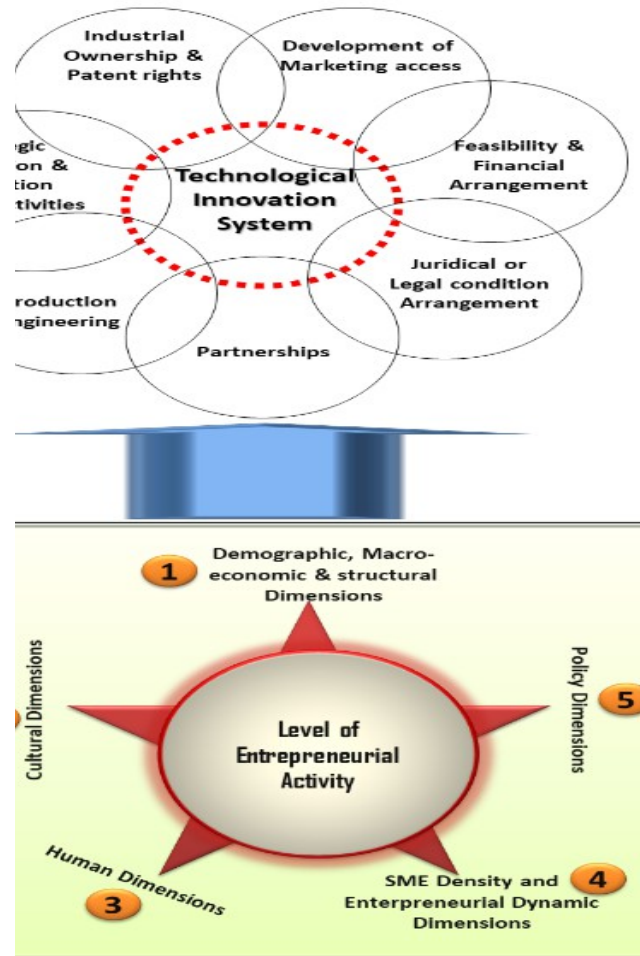 Industrial
Ownership &
Patent rights
Development of
Marketing access
Feasibility &
Financial
Arrangement
Technological
Innovation
System
&
Juridical or
Legal condition
Arrangement
Partnerships
1
Demographic, Macro-
economic & structural
Dimensions
Cultural Dimensions
Policy Dimensions
5
Level of
Entrepreneurial
Activity
Human Dimensions
3
SME Density and
Enterpreneurial Dynamic
Dimensions
4